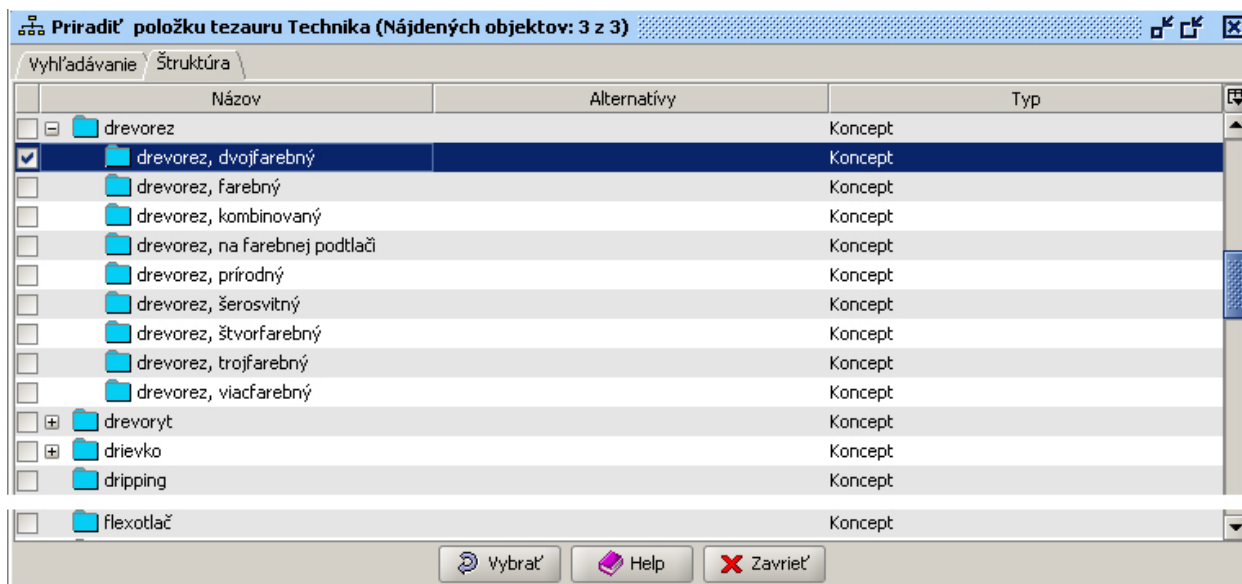 Priradiť položku tezauru Technika (Nájdených objektov: 3 z 3)
Vyhľadávanie Štruktúra
Názov Alternatívy Typ
drevorez Koncept
drevorez, dvojfarebný Koncept
drevorez, farebný Koncept
drevorez, kombinovaný Koncept
drevorez, na farebnej podtlači Koncept
drevorez, prírodný Koncept
drevorez, šerosvitný Koncept
drevorez, štvorfarebný Koncept
drevorez, trojfarebný Koncept
drevorez, viacfarebný Koncept
drevoryt Koncept
drievko Koncept
dripping Koncept
flexotlač Koncept
Vybrať Help Zavrieť